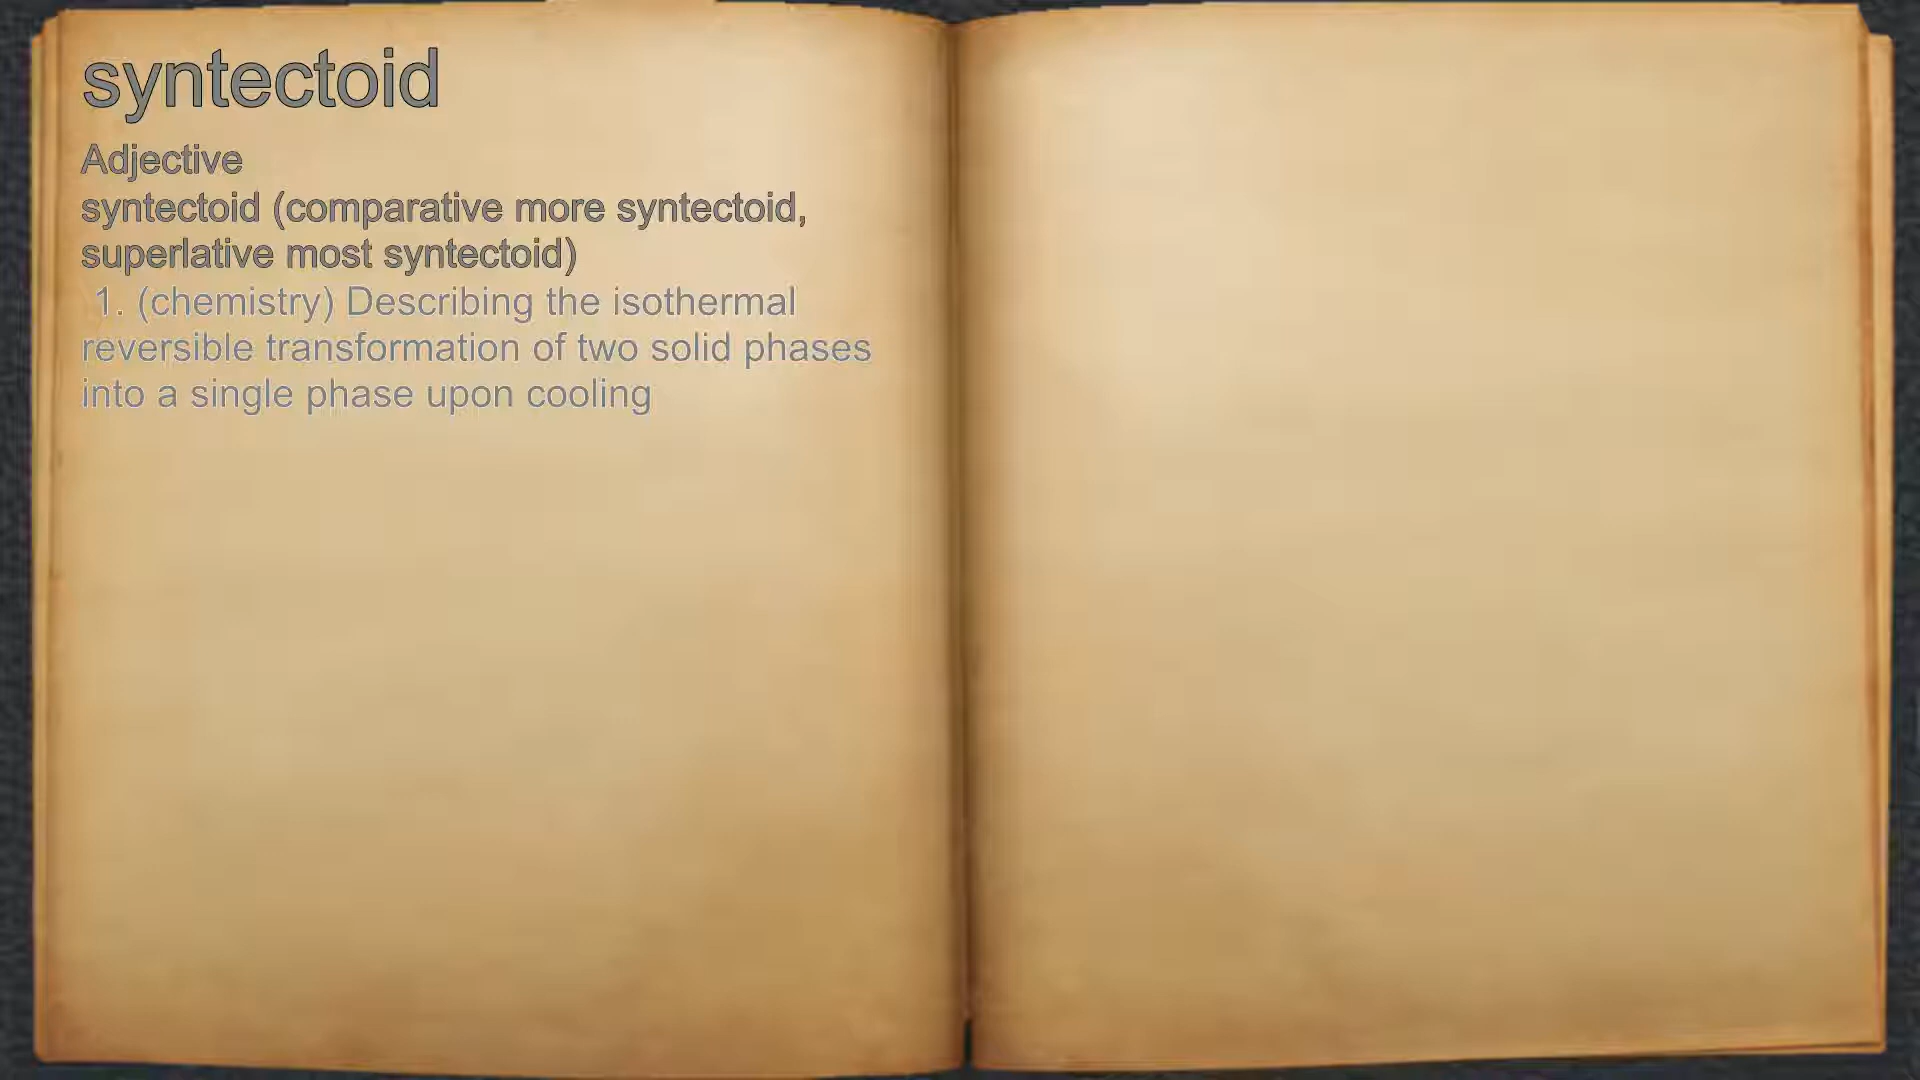 syntectoid
Adjective
syntectoid (comparative more syntectoid,
superlative most syntectoid)
1. (chemistry) Describing the isothermal
reversible transformation of two solid phases
into a single phase upon cooling